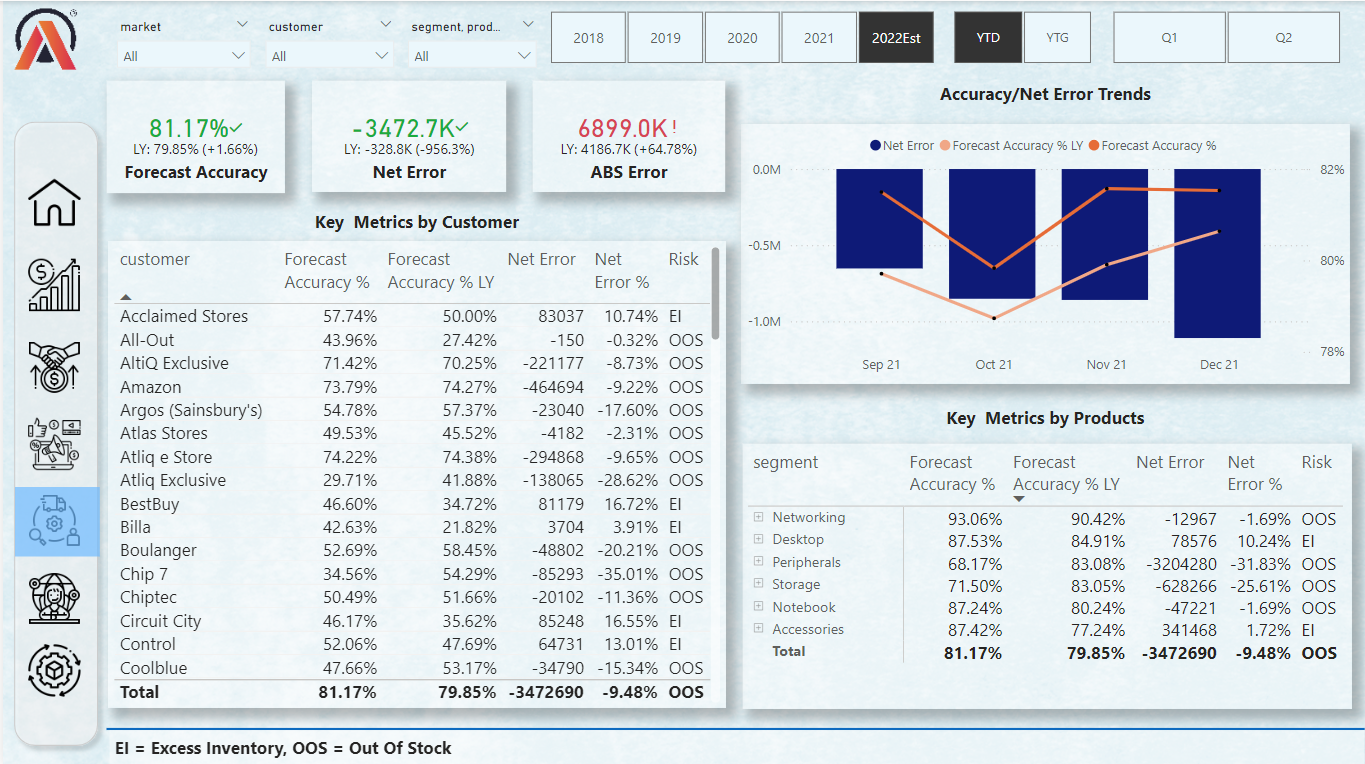 market customer segment, prod...
All All All
2018 2019 2020 2021 2022Est YTD YTG Q1 Q2
81.17%
LY: 79.85% (+1.66%)
Forecast Accuracy
-3472.7K
LY: -328.8K (-956.3%)
Net Error
6899.0K!
LY: 4186.7K (+64.78%)
ABS Error
Key Metrics by Customer
customer Forecast Accuracy % Forecast Accuracy % LY Net Error Net Error % Risk
Acclaimed Stores 57.74% 50.00% 83037 10.74% EI
All-Out 43.96% 27.42% -150 -0.32% OOS
AltiQ Exclusive 71.42% 70.25% -221177 -8.73% OOS
Amazon 73.79% 74.27% -464694 -9.22% OOS
Argos (Sainsbury's) 54.78% 57.37% -23040 -17.60% OOS
Atlas Stores 49.53% 45.52% -4182 -2.31% OOS
Atliq e Store 74.22% 74.38% -294868 -9.65% OOS
Atliq Exclusive 29.71% 41.88% -138065 -28.62% OOS
BestBuy 46.60% 34.72% 81179 16.72% EI
Billa 42.63% 21.82% 3704 3.91% EI
Boulanger 52.69% 58.45% -48802 -20.21% OOS
Chip 7 34.56% 54.29% -85293 -35.01% OOS
Chiptec 50.49% 51.66% -20102 -11.36% OOS
Circuit City 46.17% 35.62% 85248 16.55% EI
Control 52.06% 47.69% 64731 13.01% EI
Coolblue 47.66% 53.17% -34790 -15.34% OOS
Total 81.17% 79.85% -3472690 -9.48% OOS
Accuracy/Net Error Trends
Net Error Forecast Accuracy % LY Forecast Accuracy %
0.0M 82%
-0.5M 80%
-1.0M
78%
Sep 21 Oct 21 Nov 21 Dec 21
Key Metrics by Products
segment Forecast Accuracy % Forecast Accuracy % LY Net Error Net Error % Risk
Networking 93.06% 90.42% -12967 -1.69% OOS
Desktop 87.53% 84.91% 78576 10.24% EI
Peripherals 68.17% 83.08% -3204280 -31.83% OOS
Storage 71.50% 83.05% -628266 -25.61% OOS
Notebook 87.24% 80.24% -47221 -1.69% OOS
Accessories 87.42% 77.24% 341468 1.72% EI
Total 81.17% 79.85% -3472690 -9.48% OOS
EI = Excess Inventory, OOS = Out Of Stock